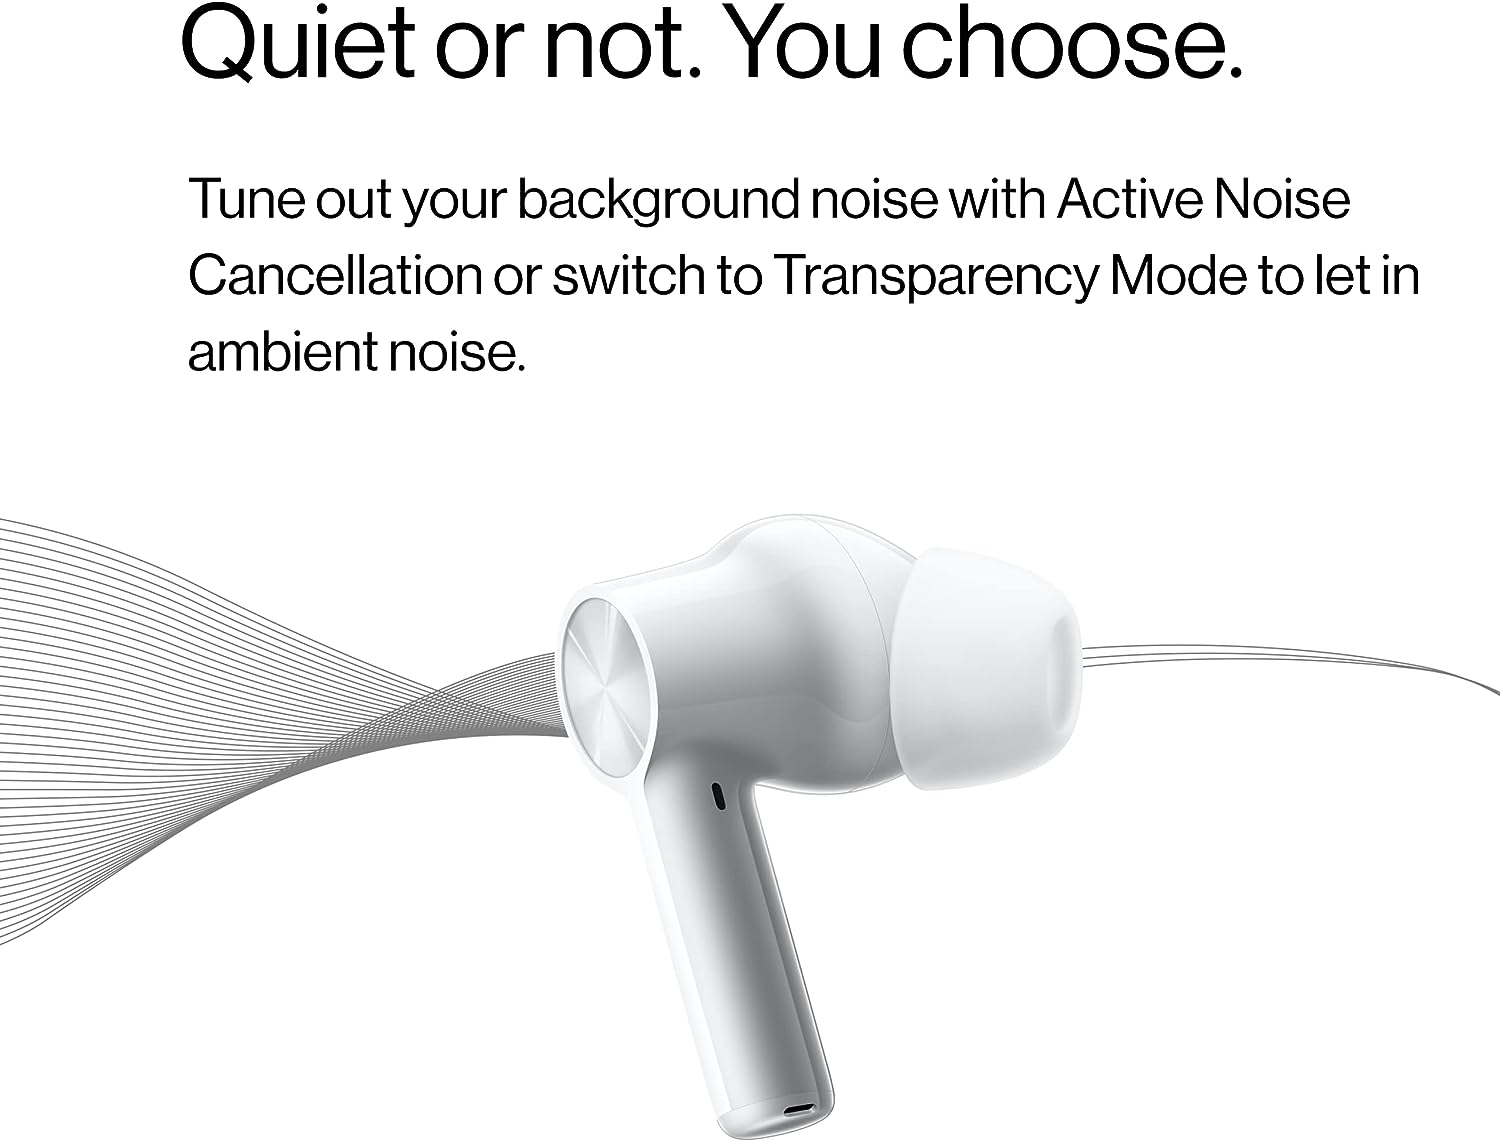 Quiet or not. You choose.
Tune out your background noise with Active Noise
Cancellation or switch to Transparency Mode to let in
ambient noise.